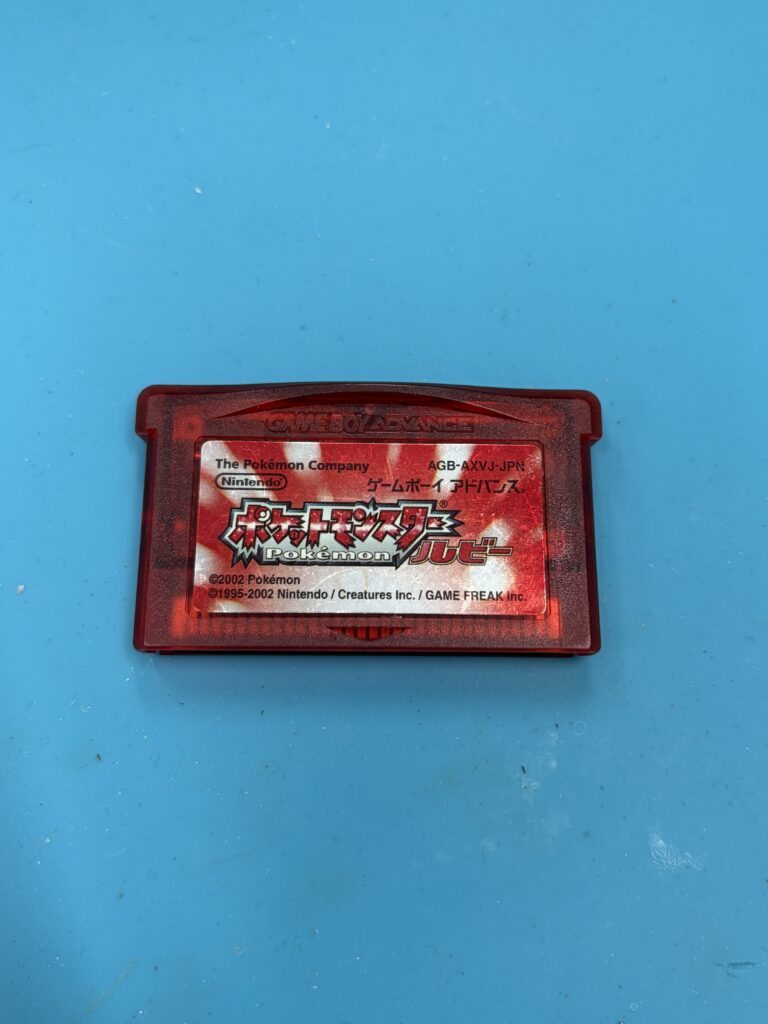 GAME BOY ADVANCE
The Pokémon Company AGB-AXVJ-JPN
Nintendo® ゲームボーイ アドバンス®
ポケットモンスター®
Pokémon ルビー
©2002 Pokémon
©1995-2002 Nintendo / Creatures Inc. / GAME FREAK inc.